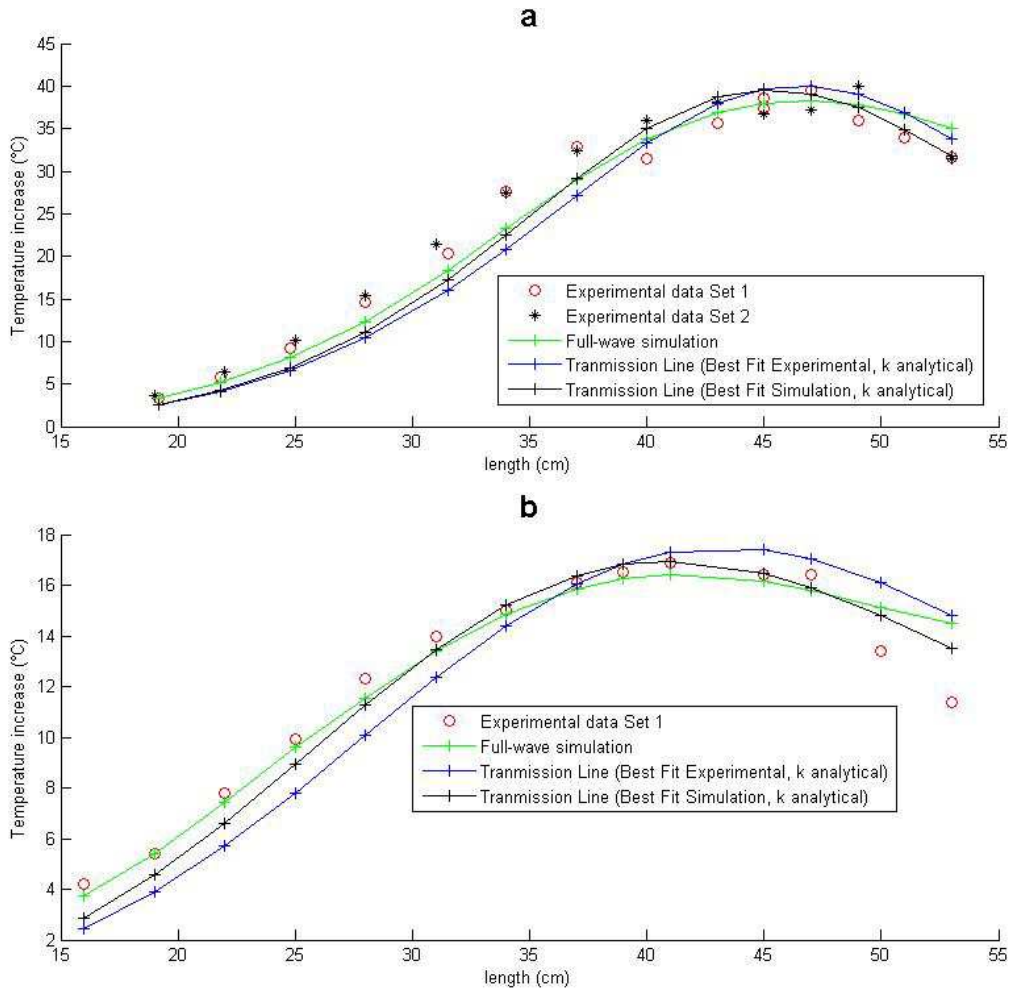 a
45
40
35
30
25
20
15
10
5
0
Temperature increase (°C)
Experimental data Set 1
Experimental data Set 2
Full-wave simulation
Tranmission Line (Best Fit Experimental, k analytical)
Tranmission Line (Best Fit Simulation, k analytical)
15 20 25 30 35 40 45 50 55
length (cm)
b
18
16
14
12
10
8
6
4
2
Temperature increase (°C)
Experimental data Set 1
Full-wave simulation
Tranmission Line (Best Fit Experimental, k analytical)
Tranmission Line (Best Fit Simulation, k analytical)
15 20 25 30 35 40 45 50 55
length (cm)